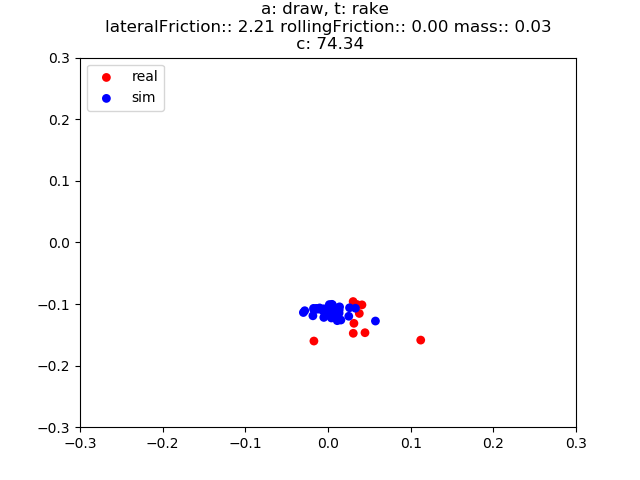 a: draw, t: rake
lateralFriction:: 2.21 rollingFriction:: 0.00 mass:: 0.03
c: 74.34
real
sim
0.3
0.2
0.1
0.0
−0.1
−0.2
−0.3
−0.3 −0.2 −0.1 0.0 0.1 0.2 0.3